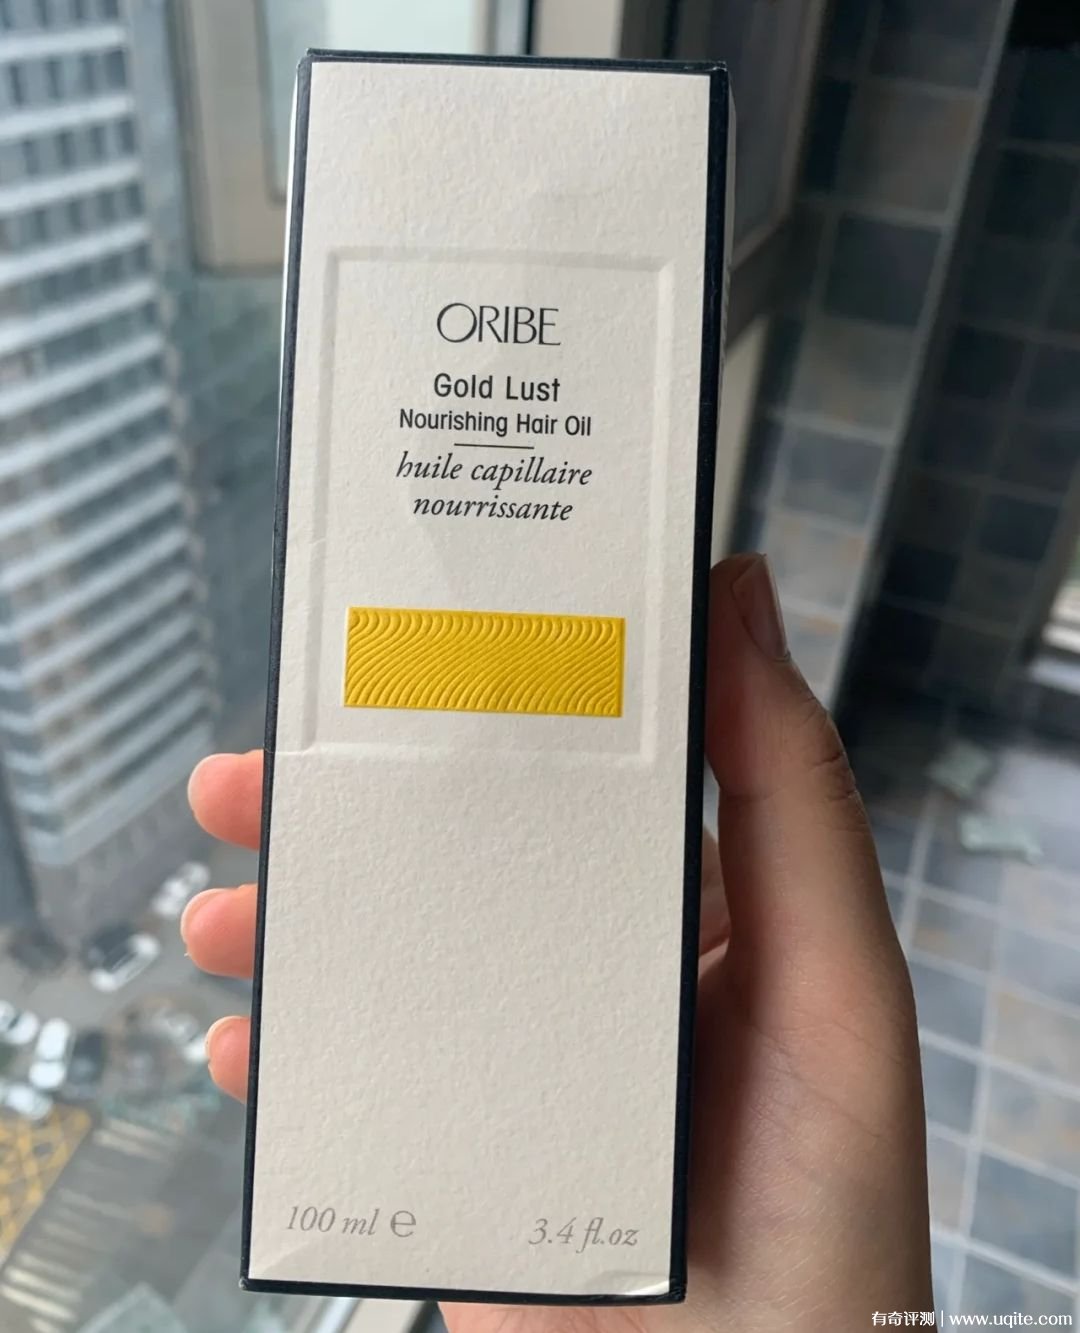 ORIBE
Gold Lust
Nourishing Hair Oil
huile capillaire
nourrissante
100 ml ℮
3.4 fl.oz
有奇评测 | www.uqite.com